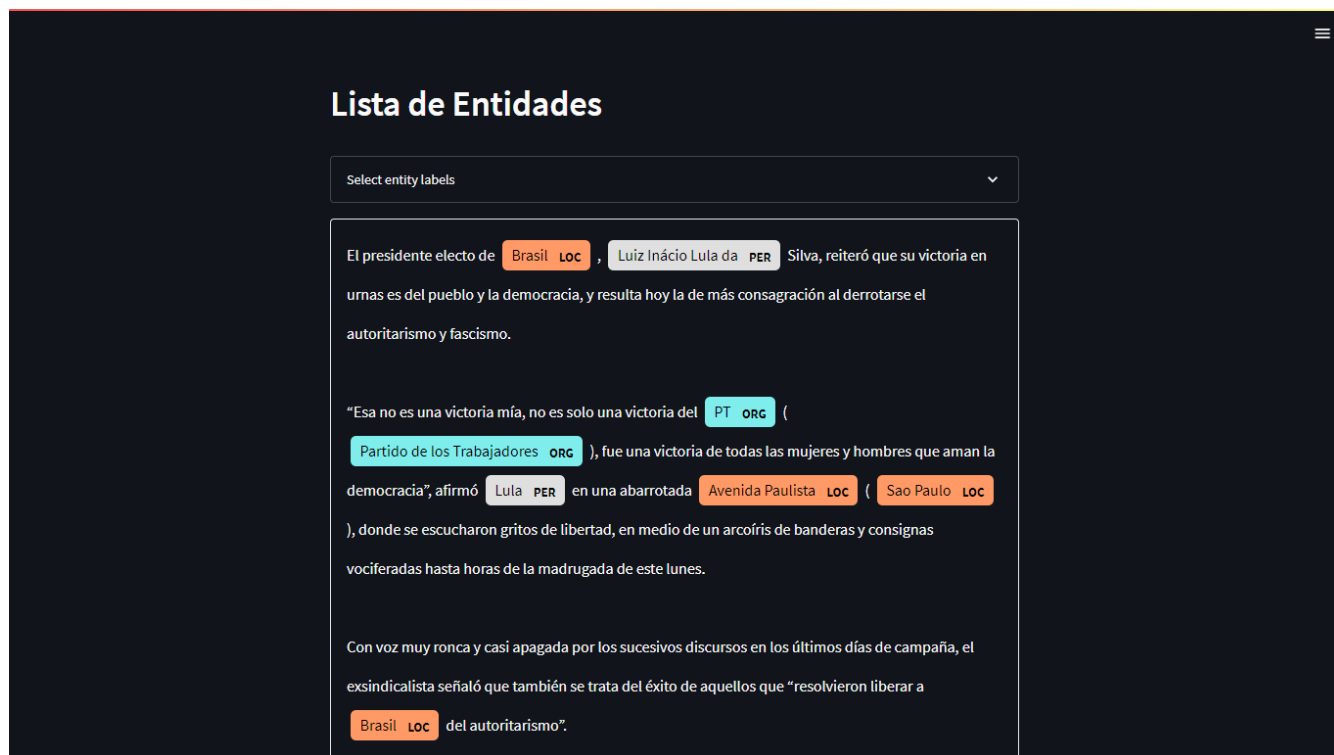 Lista de Entidades
Select entity labels
El presidente electo de Brasil LOC , Luiz Inácio Lula da PER Silva, reiteró que su victoria en
urnas es del pueblo y la democracia, y resulta hoy la de más consagración al derrotarse el
autoritarismo y fascismo.
“Esa no es una victoria mía, no es solo una victoria del PT ORG (
Partido de los Trabajadores ORG ), fue una victoria de todas las mujeres y hombres que aman la
democracia”, afirmó Lula PER en una abarrotada Avenida Paulista LOC ( Sao Paulo LOC
), donde se escucharon gritos de libertad, en medio de un arcoíris de banderas y consignas
vociferadas hasta horas de la madrugada de este lunes.
Con voz muy ronca y casi apagada por los sucesivos discursos en los últimos días de campaña, el
exsindicalista señaló que también se trata del éxito de aquellos que “resolvieron liberar a
Brasil LOC del autoritarismo”.